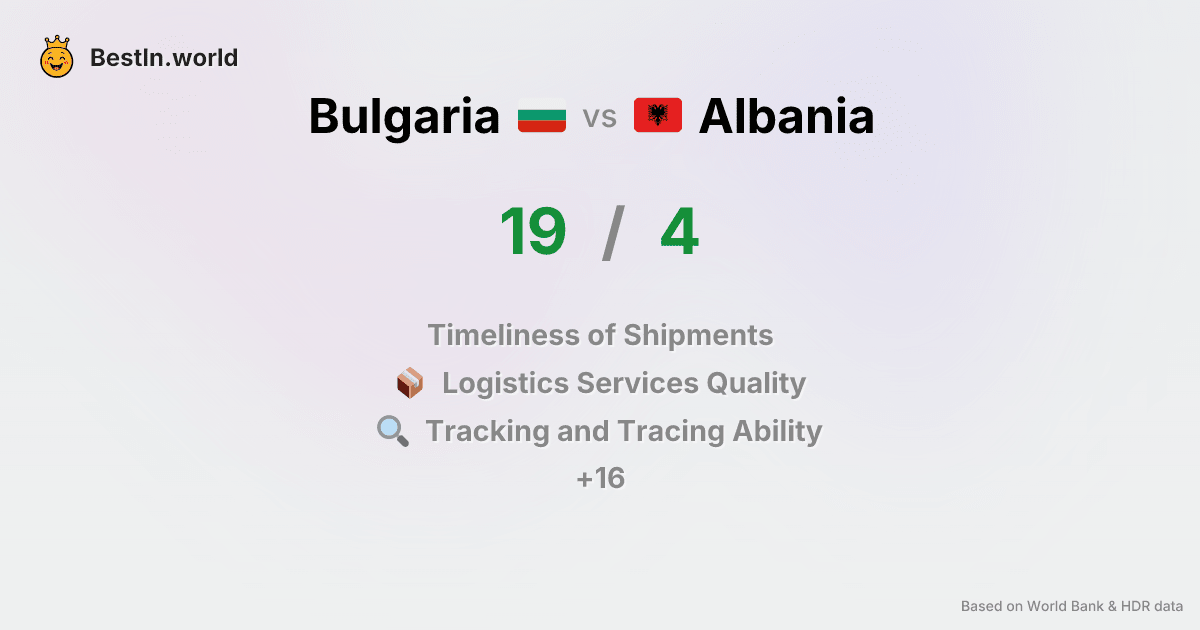 BestIn.world
Bulgaria vs Albania
19 / 4
Timeliness of Shipments
Logistics Services Quality
Tracking and Tracing Ability
+16
Based on World Bank & HDR data